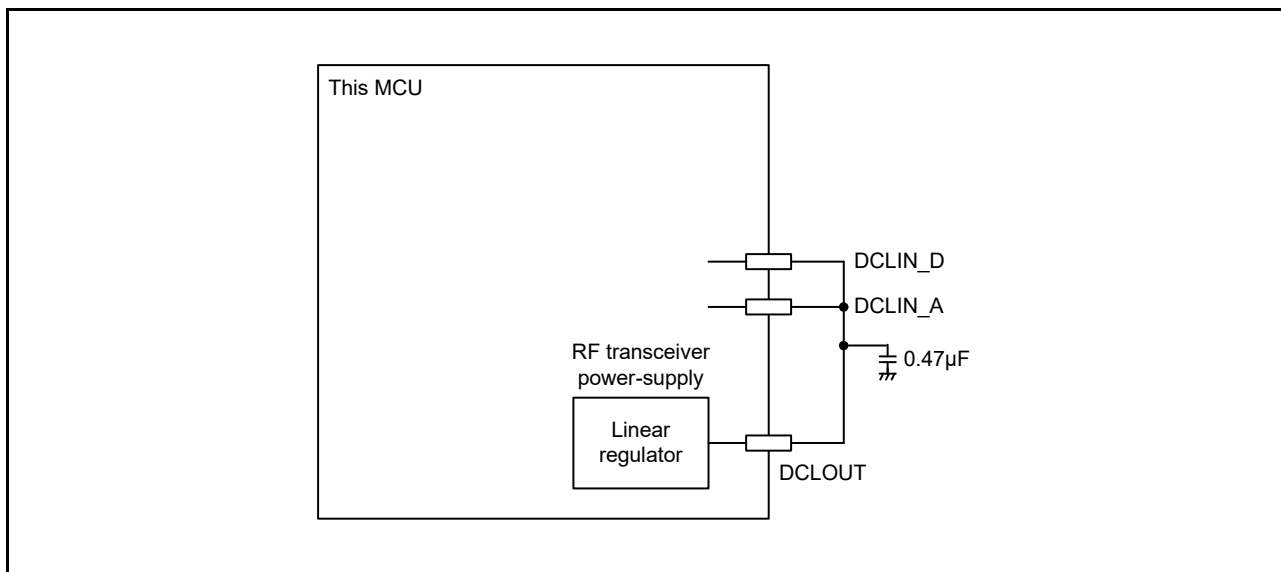 This MCU
DCLIN_D
DCLIN_A
0.47µF
RF transceiver
power-supply
Linear
regulator
DCLOUT